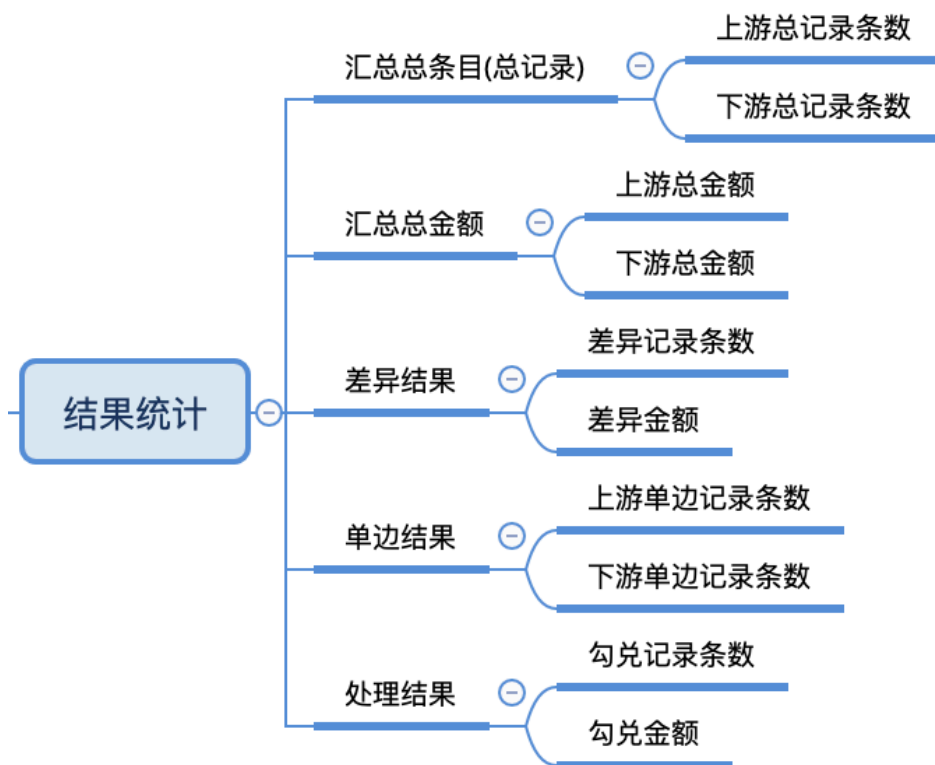 结果统计
汇总总条目(总记录)
上游总记录条数
下游总记录条数
汇总总金额
上游总金额
下游总金额
差异结果
差异记录条数
差异金额
单边结果
上游单边记录条数
下游单边记录条数
处理结果
勾兑记录条数
勾兑金额